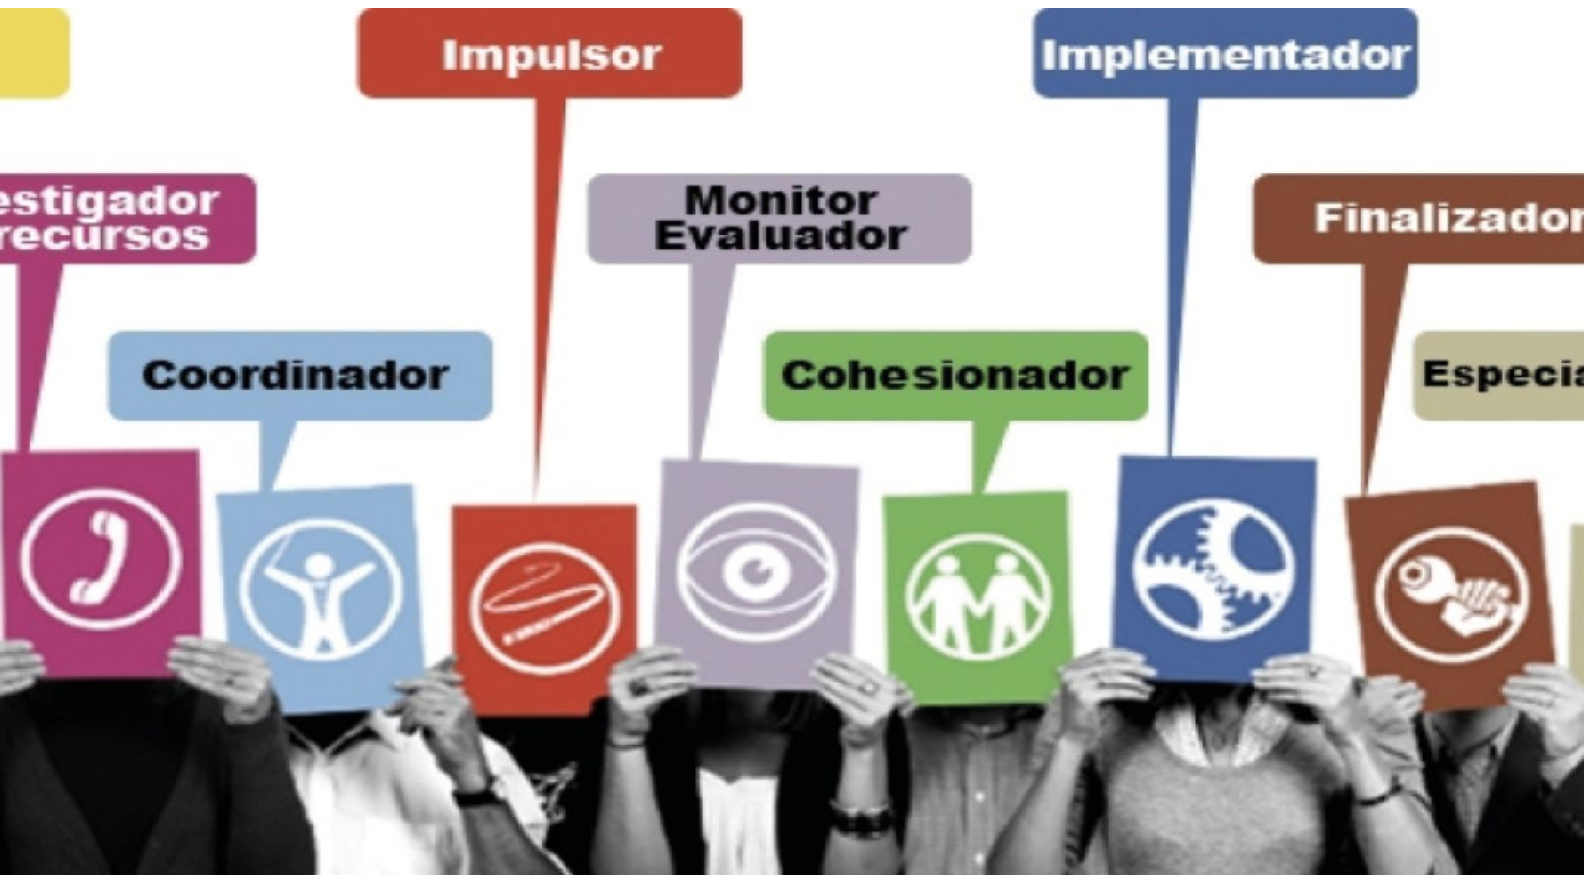 Impulsor
Implementador
estigador
recursos
Monitor
Evaluador
Finalizador
Coordinador
Cohesionador
Especia